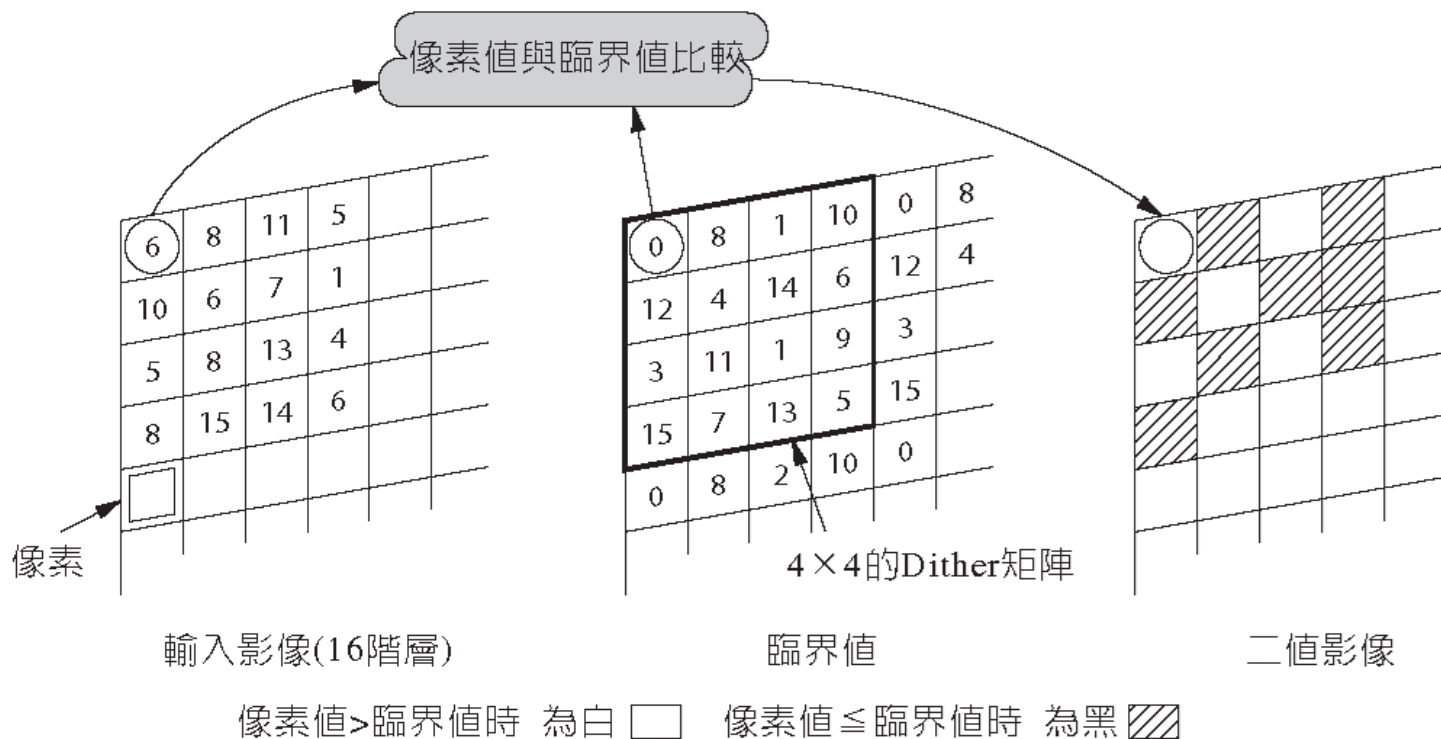 像素值與臨界值比較
6 8 11 5
10 6 7 1
5 8 13 4
8 15 14 6
像素
0 8 1 10 0 8
12 4 14 6 12 4
3 11 1 9 3
15 7 13 5 15
0 8 2 10 0
4×4的Dither矩陣
輸入影像(16階層)
臨界值
二值影像
像素值>臨界值時 為白
像素值≦臨界值時 為黑